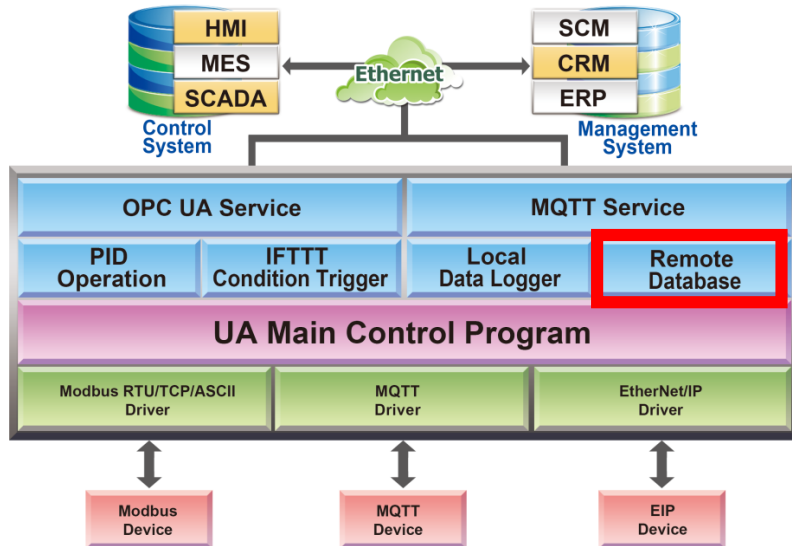 HMI
MES
SCADA
Control
System
Ethernet
SCM
CRM
ERP
Management
System
OPC UA Service
MQTT Service
PID
Operation
IFTTT
Condition Trigger
Local
Data Logger
Remote
Database
UA Main Control Program
Modbus RTU/TCP/ASCII
Driver
MQTT
Driver
EtherNet/IP
Driver
Modbus
Device
MQTT
Device
EIP
Device